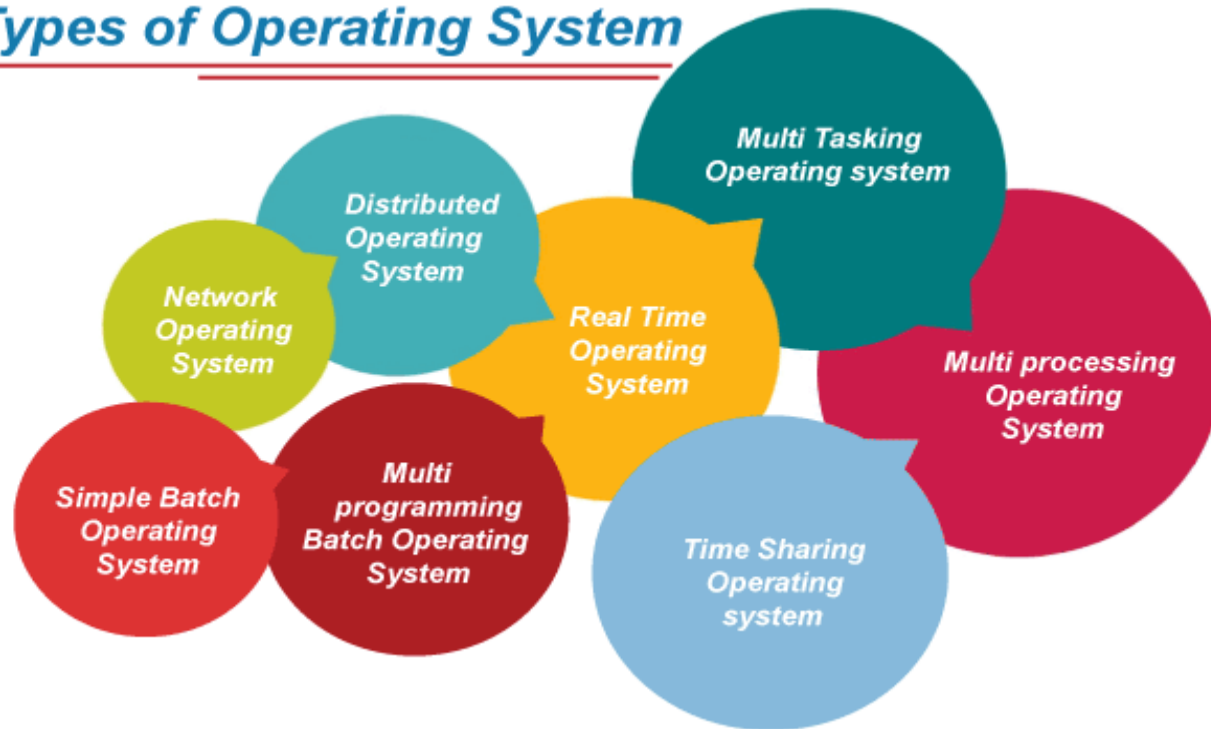 ypes of Operating System
Multi Tasking
Operating system
Distributed
Operating
System
Network
Operating
System
Real Time
Operating
System
Multi processing
Operating
System
Simple Batch
Operating
System
Multi
programming
Batch Operating
System
Time Sharing
Operating
system